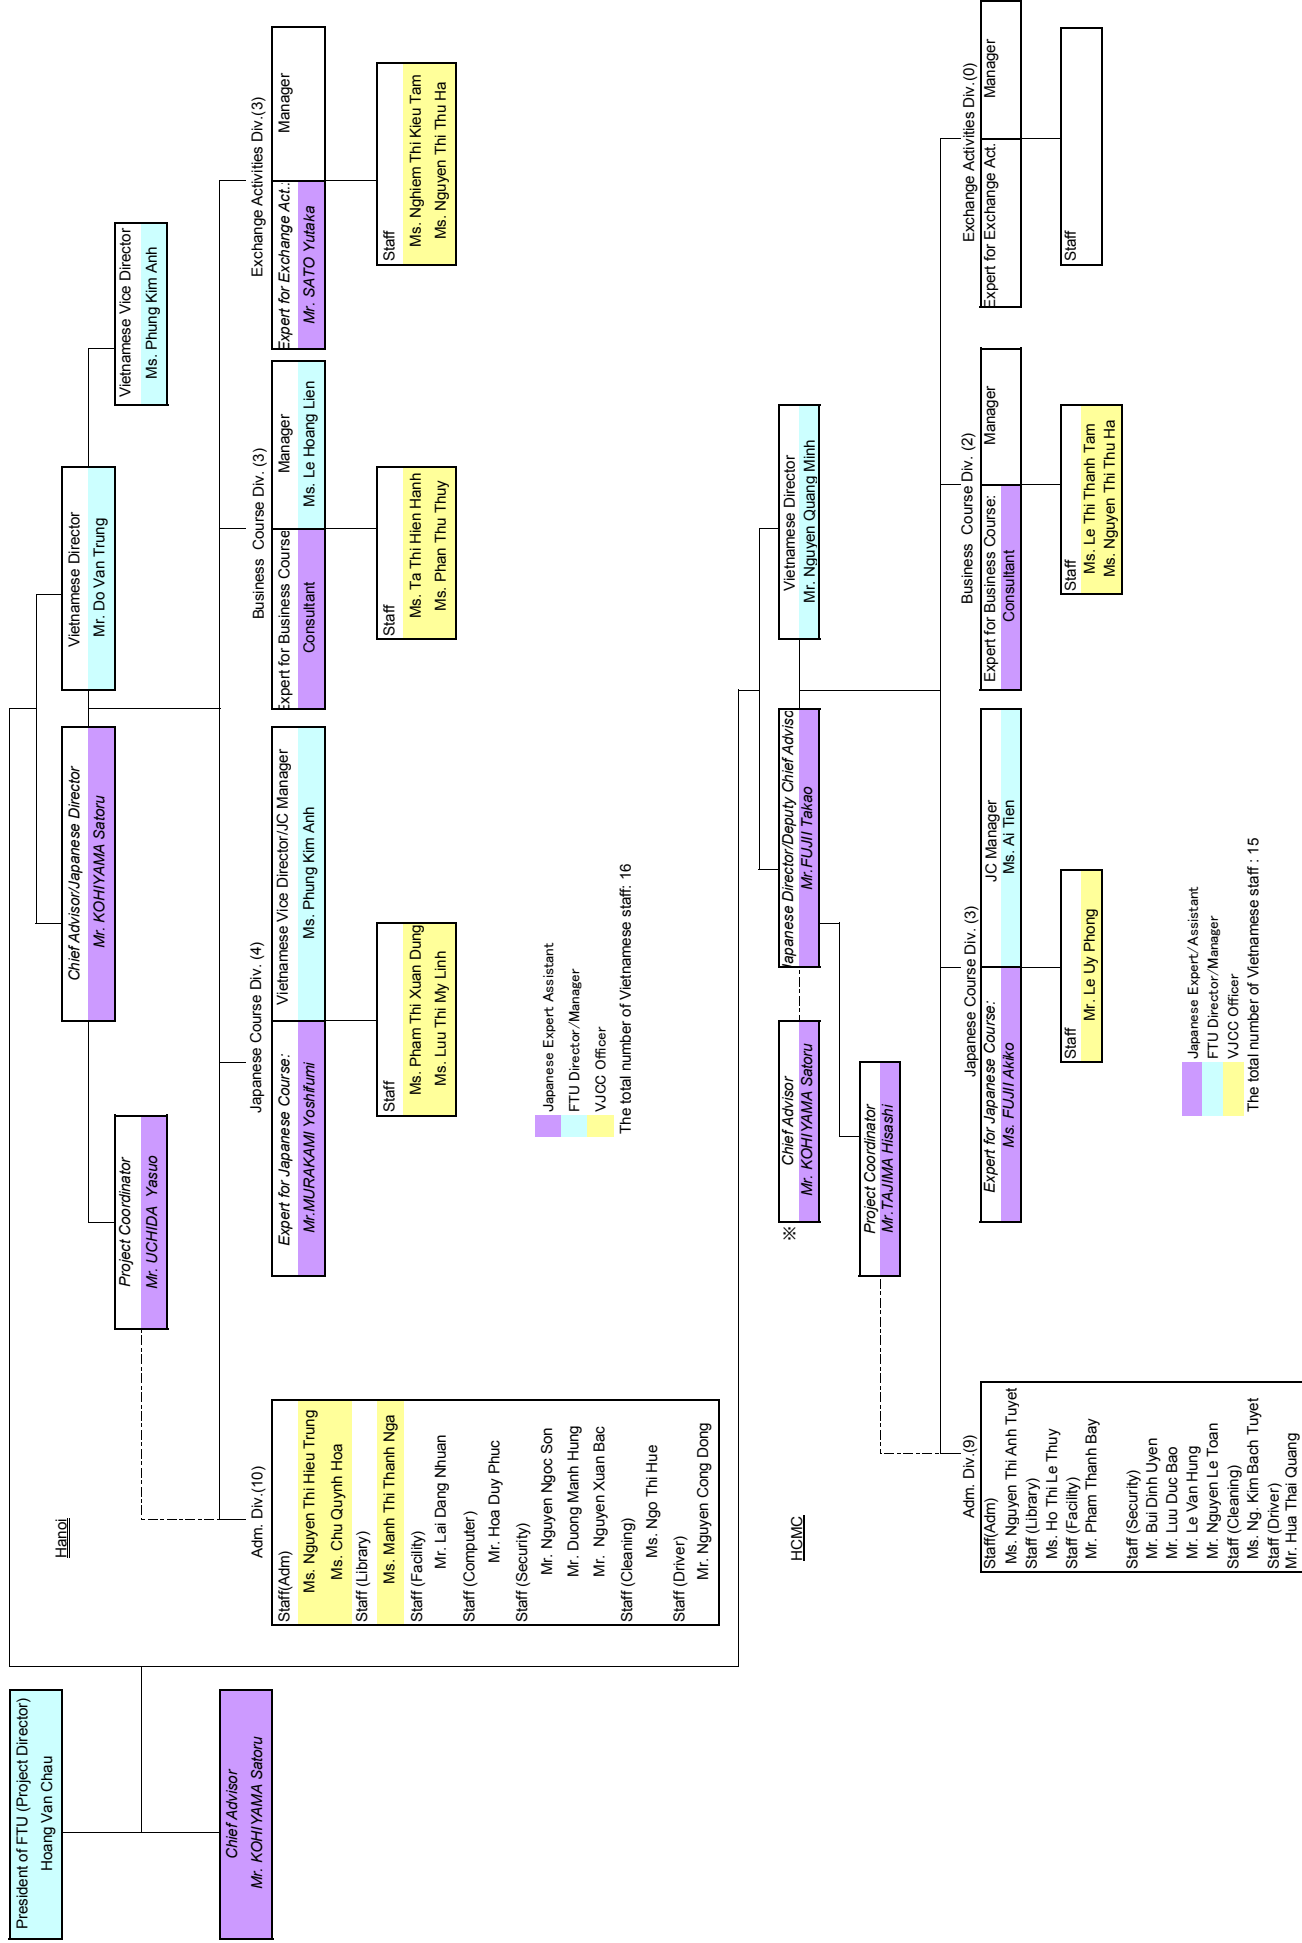 President of FTU (Project Director)
Hoang Van Chau
Chief Advisor
Mr. KOHIYAMA Satoru
Hanoi
Chief Advisor/Japanese Director
Mr. KOHIYAMA Satoru
Vietnamese Director
Mr. Do Van Trung
Project Coordinator
Mr. UCHIDA Yasuo
Vietnamese Vice Director
Ms. Phung Kim Anh
Adm. Div.(10)
Staff(Adm)
Ms. Nguyen Thi Hieu Trung
Ms. Chu Quynh Hoa
Staff (Library)
Ms. Manh Thi Thanh Nga
Staff (Facility)
Mr. Lai Dang Nhuan
Staff (Computer)
Mr. Hoa Duy Phuc
Staff (Security)
Mr. Nguyen Ngoc Son
Mr. Duong Manh Hung
Mr. Nguyen Xuan Bac
Staff (Cleaning)
Ms. Ngo Thi Hue
Staff (Driver)
Mr. Nguyen Cong Dong
Japanese Course Div. (4)
Expert for Japanese Course:
Mr.MURAKAMI Yoshifumi
Vietnamese Vice Director/JC Manager
Ms. Phung Kim Anh
Staff
Ms. Pham Thi Xuan Dung
Ms. Luu Thi My Linh
Business Course Div. (3)
Expert for Business Course
Consultant
Manager
Ms. Le Hoang Lien
Staff
Ms. Ta Thi Hien Hanh
Ms. Phan Thu Thuy
Exchange Activities Div.(3)
Expert for Exchange Act.:
Mr. SATO Yutaka
Manager
Staff
Ms. Nghiem Thi Kieu Tam
Ms. Nguyen Thi Thu Ha
Japanese Expert Assistant
FTU Director/Manager
VJCC Officer
The total number of Vietnamese staff: 16
HCMC
※
Chief Advisor
Mr. KOHIYAMA Satoru
Japanese Director/Deputy Chief Adviso
Mr.FUJII Takao
Vietnamese Director
Mr. Nguyen Quang Minh
Project Coordinator
Mr.TAJIMA Hisashi
Adm. Div.(9)
Staff(Adm)
Ms. Nguyen Thi Anh Tuyet
Staff (Library)
Ms. Ho Thi Le Thuy
Staff (Facility)
Mr. Pham Thanh Bay
Staff (Security)
Mr. Bui Dinh Uyen
Mr. Luu Duc Bao
Mr. Le Van Hung
Mr. Nguyen Le Toan
Staff (Cleaning)
Ms. Ng. Kim Bach Tuyet
Staff (Driver)
Mr. Hua Thai Quang
Japanese Course Div. (3)
Expert for Japanese Course:
Ms. FUJII Akiko
JC Manager
Ms. Ai Tien
Staff
Mr. Le Uy Phong
Business Course Div. (2)
Expert for Business Course:
Consultant
Manager
Staff
Ms. Le Thi Thanh Tam
Ms. Nguyen Thi Thu Ha
Exchange Activities Div.(0)
Expert for Exchange Act.
Manager
Staff
Japanese Expert/Assistant
FTU Director/Manager
VJCC Officer
The total number of Vietnamese staff : 15